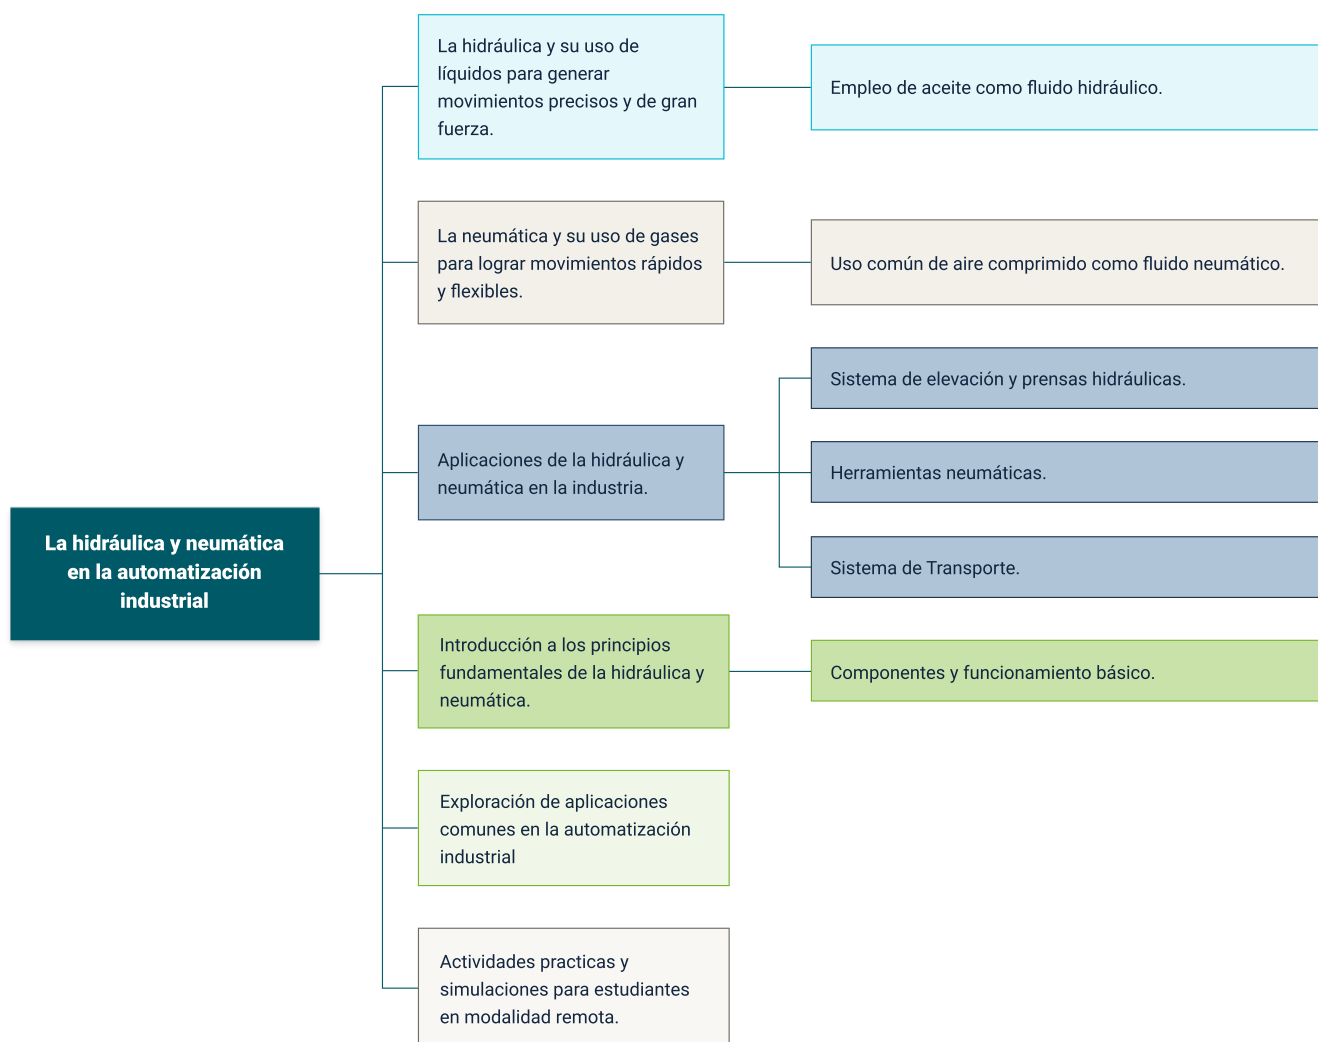 La hidráulica y su uso de
líquidos para generar
movimientos precisos y de gran
fuerza.
Empleo de aceite como fluido hidráulico.
La neumática y su uso de gases
para lograr movimientos rápidos
y flexibles.
Uso común de aire comprimido como fluido neumático.
Sistema de elevación y prensas hidráulicas.
Aplicaciones de la hidráulica y
neumática en la industria.
Herramientas neumáticas.
Sistema de Transporte.
La hidráulica y neumática
en la automatización
industrial
Introducción a los principios
fundamentales de la hidráulica y
neumática.
Componentes y funcionamiento básico.
Exploración de aplicaciones
comunes en la automatización
industrial
Actividades practicas y
simulaciones para estudiantes
en modalidad remota.